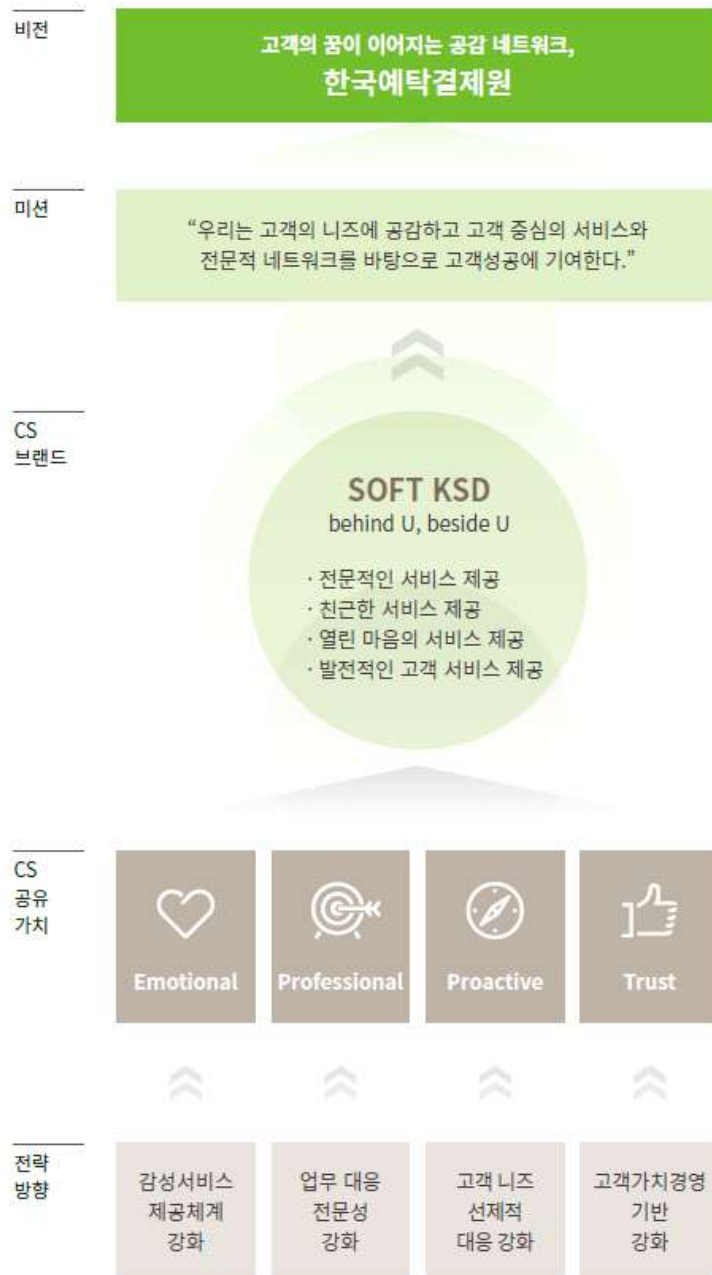 비전
고객의 꿈이 이어지는 공감 네트워크,
한국예탁결제원
미션
“우리는 고객의 니즈에 공감하고 고객 중심의 서비스와
전문적 네트워크를 바탕으로 고객성공에 기여한다.”
CS
브랜드
SOFT KSD
behind U, beside U
· 전문적인 서비스 제공
· 친근한 서비스 제공
· 열린 마음의 서비스 제공
· 발전적인 고객 서비스 제공
CS
공유
가치
Emotional
Professional
Proactive
Trust
전략
방향
감성서비스
제공체계
강화
업무 대응
전문성
강화
고객 니즈
선제적
대응 강화
고객가치경영
기반
강화